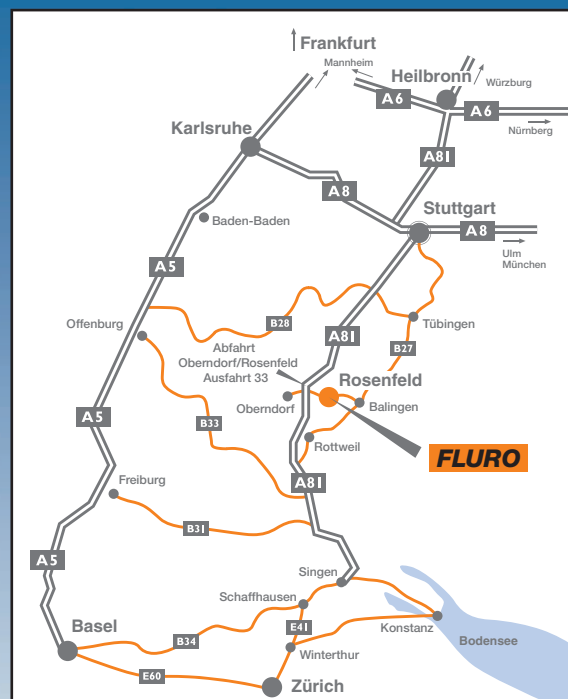 Frankfurt
Mannheim
Heilbronn
Würzburg
A6
A6
Nürnberg
Karlsruhe
A81
A8
Stuttgart
Baden-Baden
A8
Ulm
München
A5
Offenburg
B28
Tübingen
A81
B27
Abfahrt
Oberndorf/Rosenfeld
Ausfahrt 33
Rosenfeld
Oberndorf
Balingen
A5
B33
Rottweil
FLURO
Freiburg
A81
B31
A5
Singen
Schaffhausen
Konstanz
Basel
B34
E41
Bodensee
Winterthur
E60
Zürich